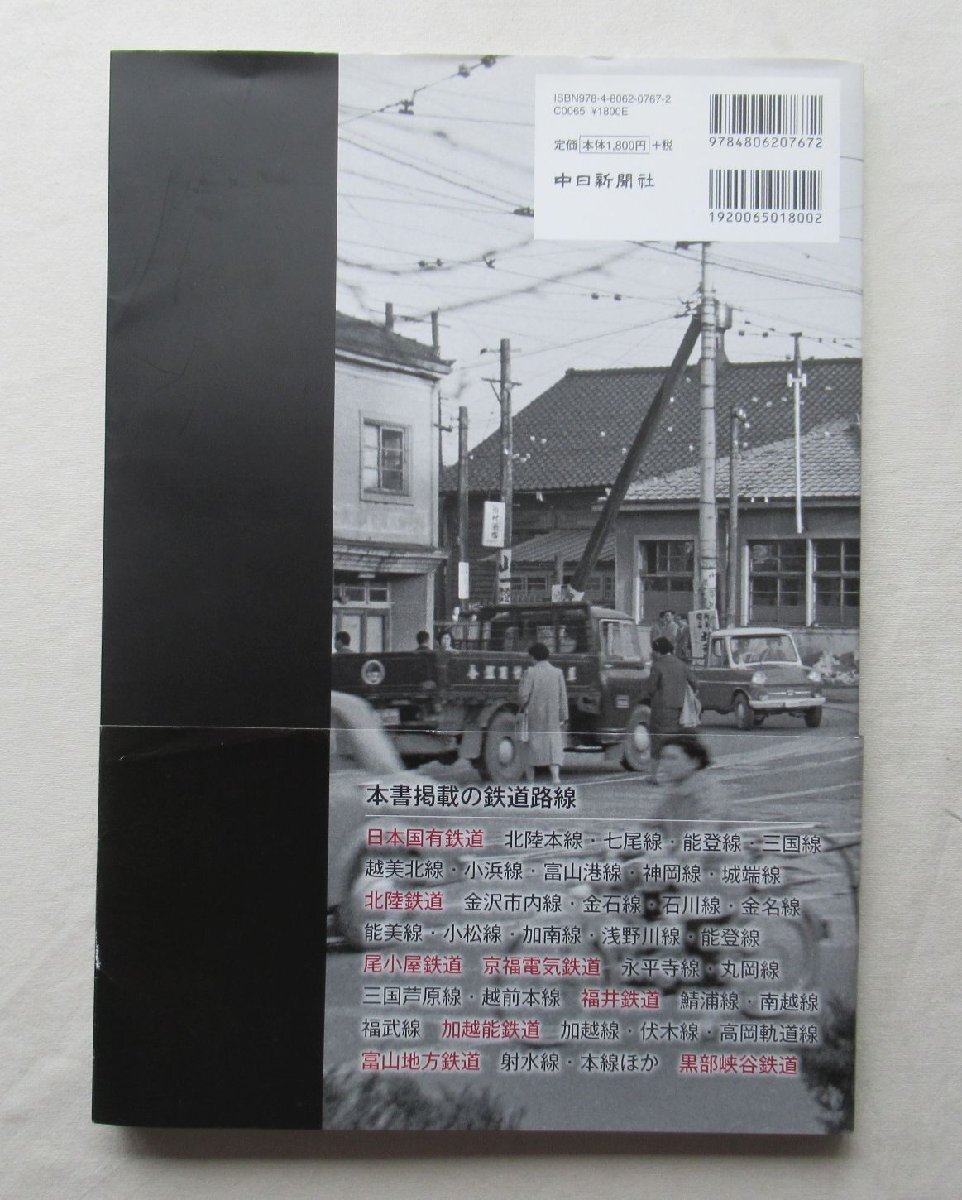 ISBN978-4-8062-0767-2
C0065 ¥1800E
定価 本体1,800円 +税
中日新聞社
9784806207672
1920065018002
本書掲載の鉄道路線
日本国有鉄道　北陸本線・七尾線・能登線・三国線
越美北線・小浜線・富山港線・神岡線・城端線
北陸鉄道　金沢市内線・金石線・石川線・金名線
能美線・小松線・加南線・浅野川線・能登線
尾小屋鉄道　京福電気鉄道　永平寺線・丸岡線
三国芦原線・越前本線　福井鉄道　鯖浦線・南越線
福武線　加越能鉄道　加越線・伏木線・高岡軌道線
富山地方鉄道　射水線・本線ほか　黒部峡谷鉄道